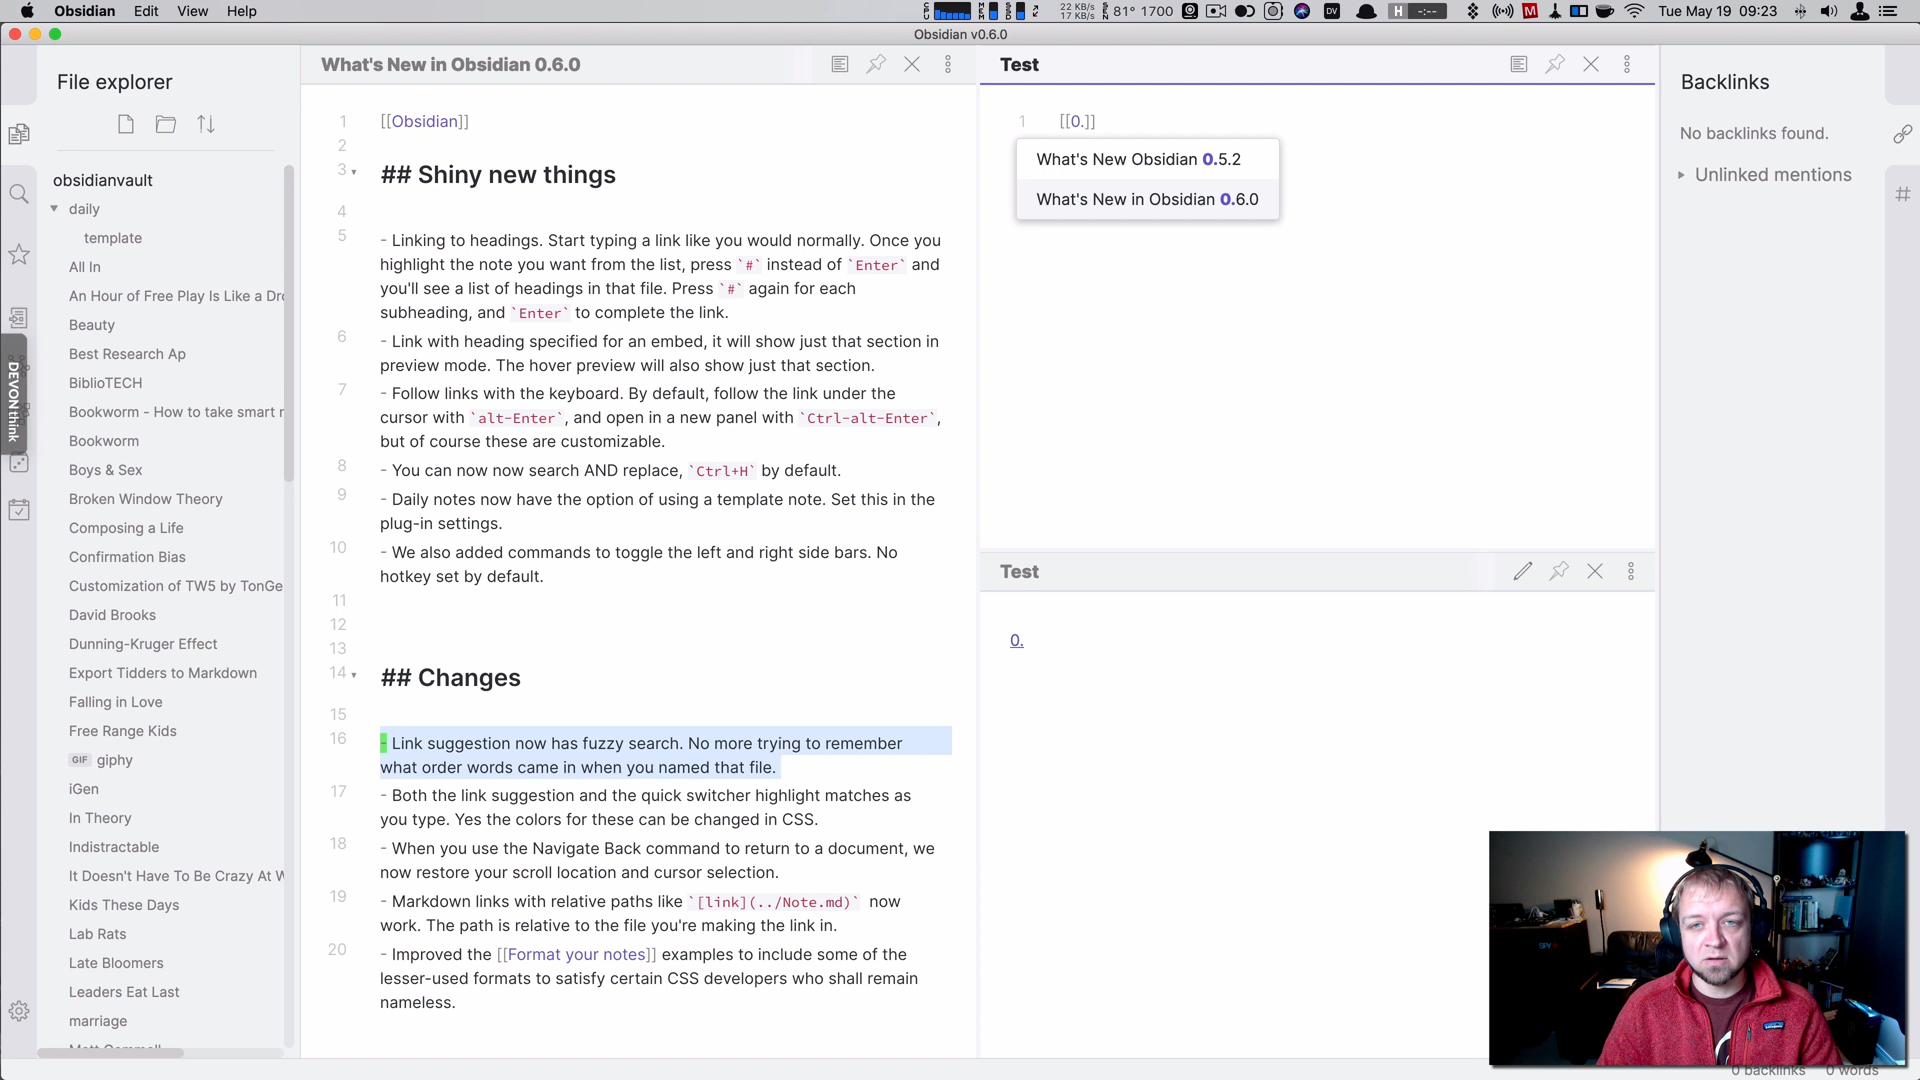 Obsidian Edit View Help
22 KB/s
17 KB/s
81° 1700
Tue May 19 09:23
Obsidian v0.6.0
File explorer
obsidianvault
daily
template
All In
An Hour of Free Play Is Like a Dr
Beauty
Best Research Ap
BiblioTECH
Bookworm - How to take smart r
Bookworm
Boys & Sex
Broken Window Theory
Composing a Life
Confirmation Bias
Customization of TW5 by TonGe
David Brooks
Dunning-Kruger Effect
Export Tidders to Markdown
Falling in Love
Free Range Kids
GIF giphy
iGen
In Theory
Indistractable
It Doesn't Have To Be Crazy At W
Kids These Days
Lab Rats
Late Bloomers
Leaders Eat Last
marriage
DEVONthink
What's New in Obsidian 0.6.0
1 [[Obsidian]]
2
3 ## Shiny new things
4
5 - Linking to headings. Start typing a link like you would normally. Once you
highlight the note you want from the list, press `#` instead of `Enter` and
you'll see a list of headings in that file. Press `#` again for each
subheading, and `Enter` to complete the link.
6 - Link with heading specified for an embed, it will show just that section in
preview mode. The hover preview will also show just that section.
7 - Follow links with the keyboard. By default, follow the link under the
cursor with `alt-Enter`, and open in a new panel with `Ctrl-alt-Enter`,
but of course these are customizable.
8 - You can now now search AND replace, `Ctrl+H` by default.
9 - Daily notes now have the option of using a template note. Set this in the
plug-in settings.
10 - We also added commands to toggle the left and right side bars. No
hotkey set by default.
11
12
13
14 ## Changes
15
16 - Link suggestion now has fuzzy search. No more trying to remember
what order words came in when you named that file.
17 - Both the link suggestion and the quick switcher highlight matches as
you type. Yes the colors for these can be changed in CSS.
18 - When you use the Navigate Back command to return to a document, we
now restore your scroll location and cursor selection.
19 - Markdown links with relative paths like `[link](../Note.md)` now
work. The path is relative to the file you're making the link in.
20 - Improved the [[Format your notes]] examples to include some of the
lesser-used formats to satisfy certain CSS developers who shall remain
nameless.
Test
1 [[0.]]
What's New Obsidian 0.5.2
What's New in Obsidian 0.6.0
Test
0.
Backlinks
No backlinks found.
Unlinked mentions
0 backlinks 0 words